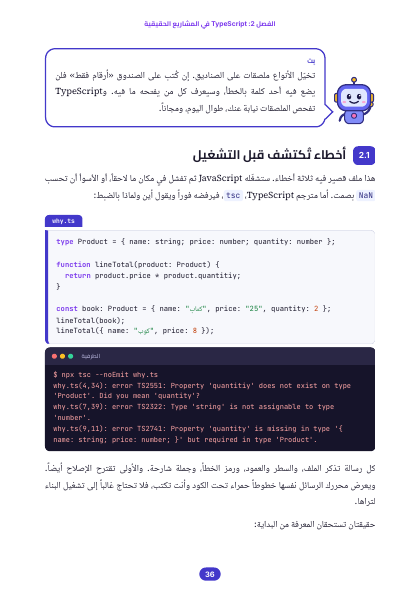 الفصل 2: TypeScript في المشاريع الحقيقية
بت
تخيّل الأنواع ملصقات على الصناديق. إن كُتب على الصندوق «أرقام فقط» فلن
يضع فيه أحد كلمة بالخطأ، وسيعرف كل من يفتحه ما فيه. وTypeScript
تفحص الملصقات نيابة عنك، طوال اليوم، ومجاناً.
2.1 أخطاء تُكتشف قبل التشغيل
هذا ملف قصير فيه ثلاثة أخطاء. ستشغّله JavaScript ثم تفشل في مكان ما لاحقاً، أو الأسوأ أن تحسب
NaN بصمت. أما مترجم TypeScript، tsc، فيرفضه فوراً ويقول أين ولماذا بالضبط:
why.ts
type Product = { name: string; price: number; quantity: number };
function lineTotal(product: Product) {
return product.price * product.quantitiy;
}
const book: Product = { name: "كتاب", price: "25", quantity: 2 };
lineTotal(book);
lineTotal({ name: "كوب", price: 8 });
الطرفية
$ npx tsc --noEmit why.ts
why.ts(4,34): error TS2551: Property 'quantitiy' does not exist on type
'Product'. Did you mean 'quantity'?
why.ts(7,39): error TS2322: Type 'string' is not assignable to type
'number'.
why.ts(9,11): error TS2741: Property 'quantity' is missing in type '{
name: string; price: number; }' but required in type 'Product'.
كل رسالة تذكر الملف، والسطر والعمود، ورمز الخطأ، وجملة شارحة. والأولى تقترح الإصلاح أيضاً.
ويعرض محررك الرسائل نفسها خطوطاً حمراء تحت الكود وأنت تكتب، فلا تحتاج غالباً إلى تشغيل البناء
لتراها.
حقيقتان تستحقان المعرفة من البداية:
36